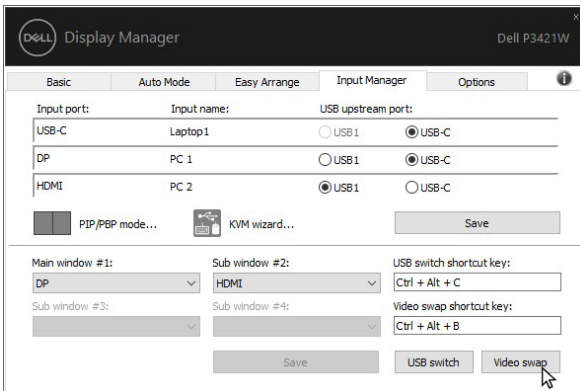 DELL Display Manager Dell P3421W
Basic Auto Mode Easy Arrange Input Manager Options i
Input port: Input name: USB upstream port:
USB-C Laptop1 USB1 USB-C
DP PC 1 USB1 USB-C
HDMI PC 2 USB1 USB-C
PIP/PBP mode... KVM wizard... Save
Main window #1: Sub window #2: USB switch shortcut key:
DP HDMI Ctrl + Alt + C
Sub window #3: Sub window #4: Video swap shortcut key:
Ctrl + Alt + B
Save USB switch Video swap